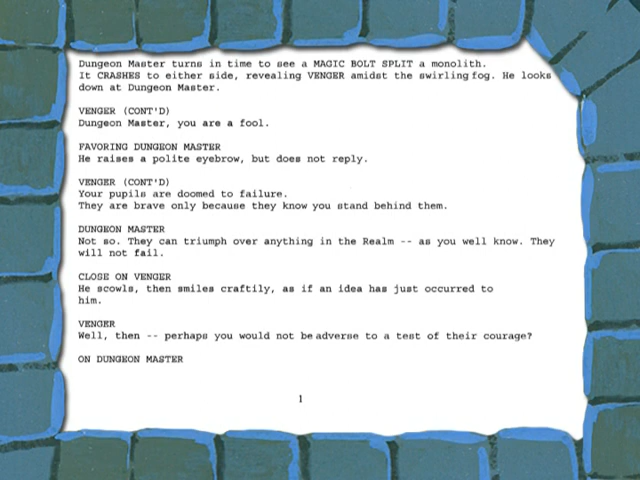 Dungeon Master turns in time to see a MAGIC BOLT SPLIT a monolith.
It CRASHES to either side, revealing VENGER amidst the swirling fog. He looks
down at Dungeon Master.
VENGER (CONT'D)
Dungeon Master, you are a fool.
FAVORING DUNGEON MASTER
He raises a polite eyebrow, but does not reply.
VENGER (CONT'D)
Your pupils are doomed to failure.
They are brave only because they know you stand behind them.
DUNGEON MASTER
Not so. They can triumph over anything in the Realm -- as you well know. They
will not fail.
CLOSE ON VENGER
He scowls, then smiles craftily, as if an idea has just occurred to
him.
VENGER
Well, then -- perhaps you would not be adverse to a test of their courage?
ON DUNGEON MASTER
1